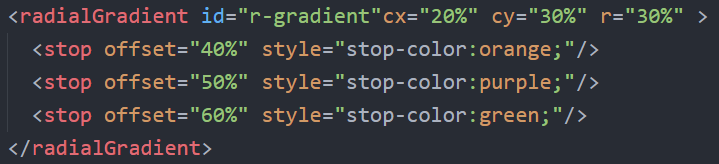 <radialGradient id="r-gradient"cx="20%" cy="30%" r="30%" >
<stop offset="40%" style="stop-color:orange;"/>
<stop offset="50%" style="stop-color:purple;"/>
<stop offset="60%" style="stop-color:green;"/>
</radialGradient>